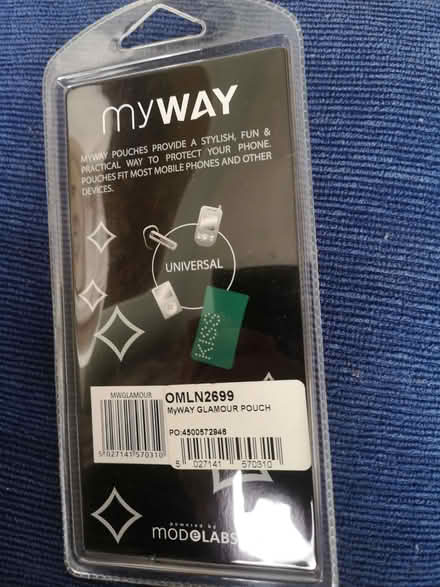 myWAY
MYWAY POUCHES PROVIDE A STYLISH, FUN &
PRACTICAL WAY TO PROTECT YOUR PHONE.
POUCHES FIT MOST MOBILE PHONES AND OTHER
DEVICES.
UNIVERSAL
MWGLAMOUR
5 027141 570310
OMLN2699
MyWAY GLAMOUR POUCH
PO:4500572946
5 027141 570310
powered by
MODELABS